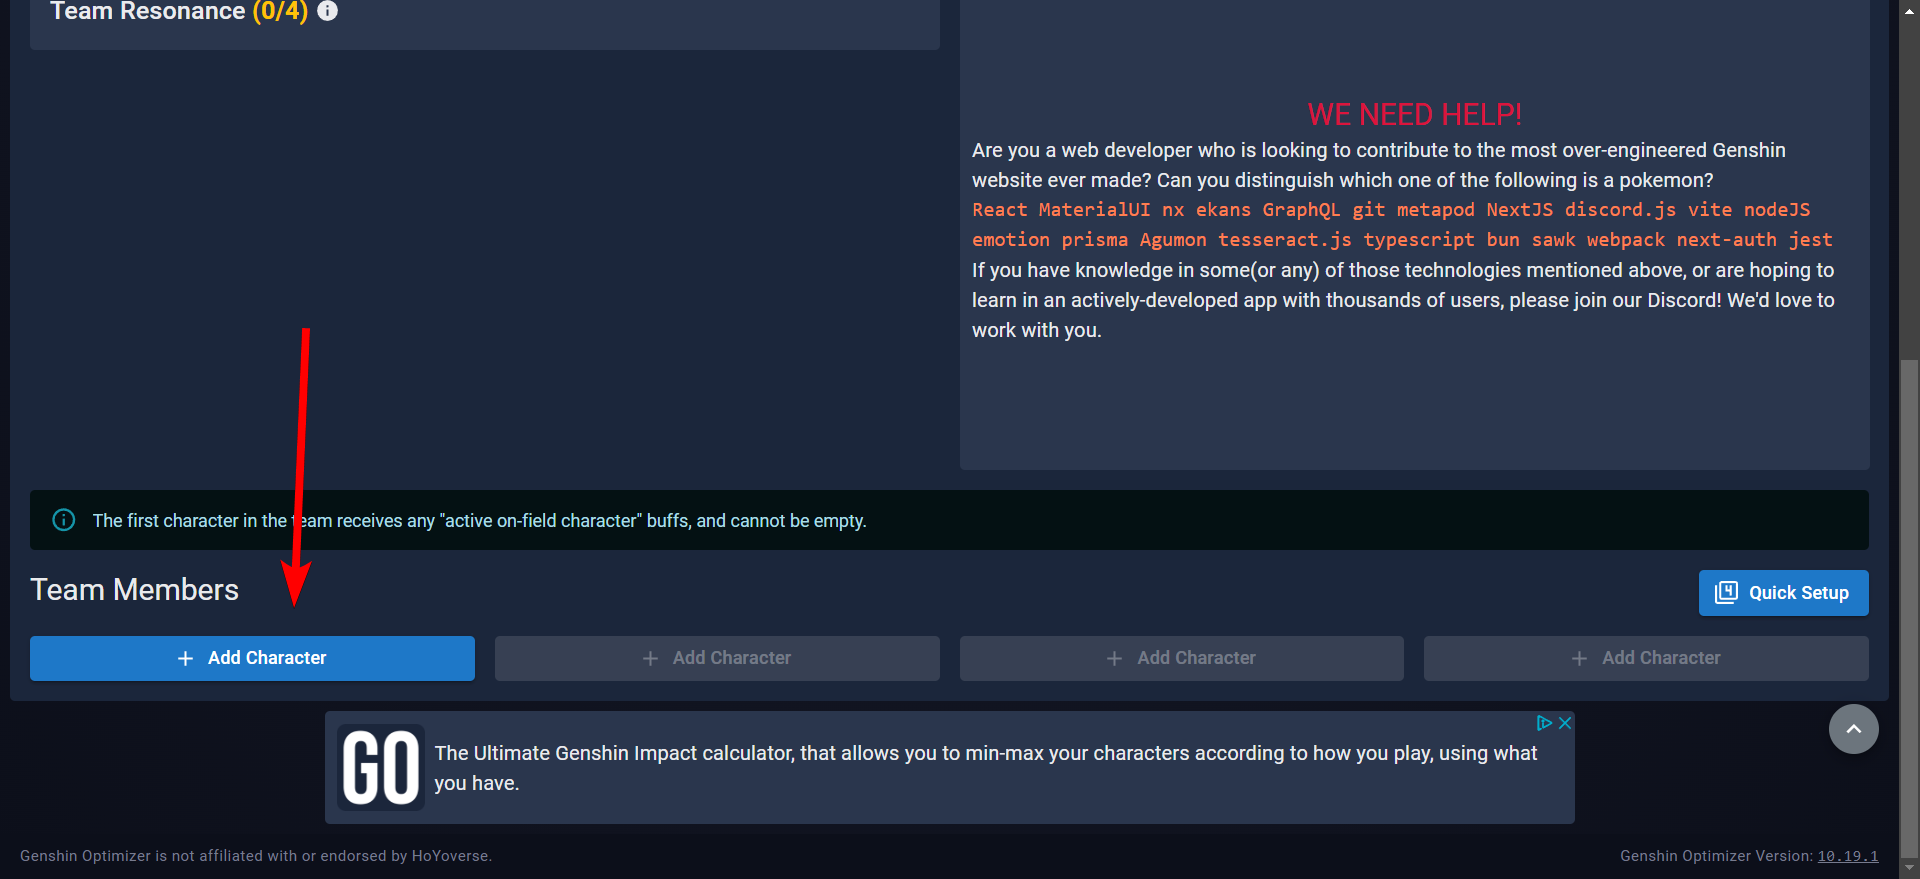 Team Resonance (0/4)
WE NEED HELP!
Are you a web developer who is looking to contribute to the most over-engineered Genshin
website ever made? Can you distinguish which one of the following is a pokemon?
React MaterialUI nx ekans GraphQL git metapod NextJS discord.js vite nodeJS
emotion prisma Agumon tesseract.js typescript bun sawk webpack next-auth jest
If you have knowledge in some(or any) of those technologies mentioned above, or are hoping to
learn in an actively-developed app with thousands of users, please join our Discord! We'd love to
work with you.
The first character in the team receives any "active on-field character" buffs, and cannot be empty.
Team Members
4 Quick Setup
+ Add Character
+ Add Character
+ Add Character
+ Add Character
GO
The Ultimate Genshin Impact calculator, that allows you to min-max your characters according to how you play, using what
you have.
Genshin Optimizer is not affiliated with or endorsed by HoYoverse.
Genshin Optimizer Version: 10.19.1